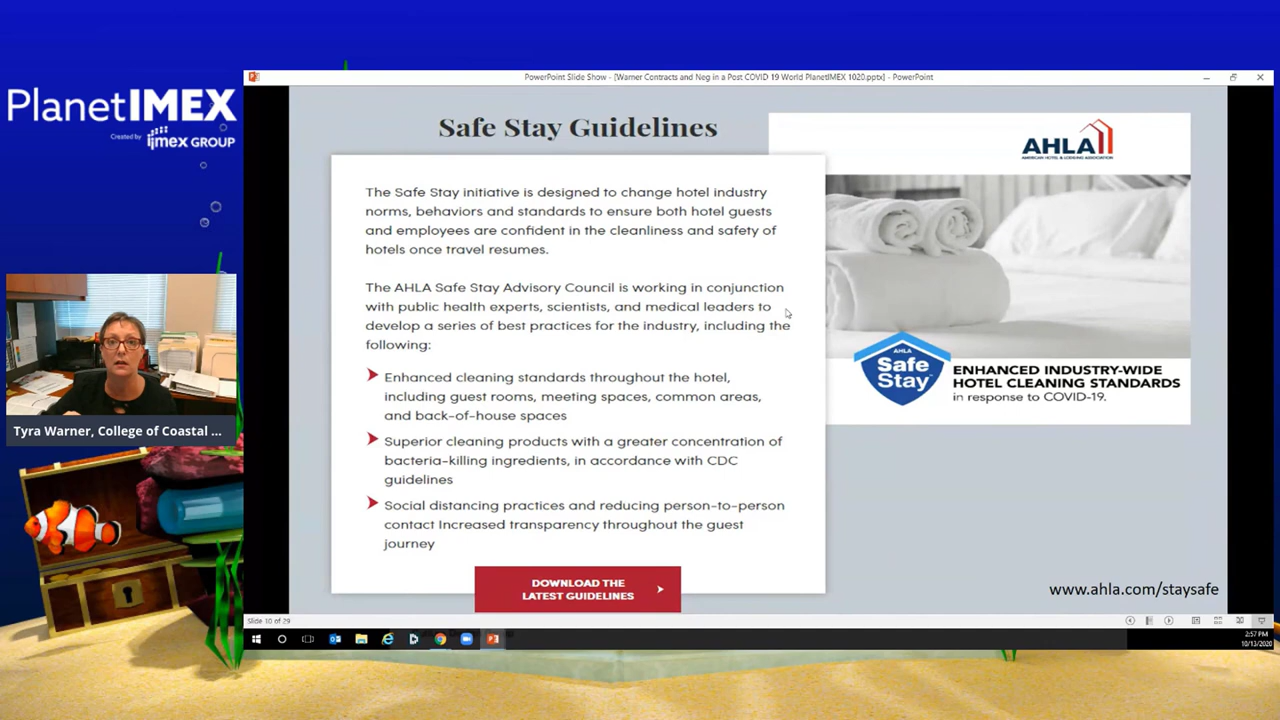 PowerPoint Slide Show - [Warner Contracts and Neg in a Post COVID 19 World PlanetIMEX 1020.pptx] - PowerPoint
PlanetIMEX
Created by
imex GROUP
Tyra Warner, College of Coastal ...
Safe Stay Guidelines
The Safe Stay initiative is designed to change hotel industry
norms, behaviors and standards to ensure both hotel guests
and employees are confident in the cleanliness and safety of
hotels once travel resumes.
The AHLA Safe Stay Advisory Council is working in conjunction
with public health experts, scientists, and medical leaders to
develop a series of best practices for the industry, including the
following:
Enhanced cleaning standards throughout the hotel,
including guest rooms, meeting spaces, common areas,
and back-of-house spaces
Superior cleaning products with a greater concentration of
bacteria-killing ingredients, in accordance with CDC
guidelines
Social distancing practices and reducing person-to-person
contact Increased transparency throughout the guest
journey
DOWNLOAD THE
LATEST GUIDELINES
AHLA
AMERICAN HOTEL & LODGING ASSOCIATION
AHLA
Safe
Stay
ENHANCED INDUSTRY-WIDE
HOTEL CLEANING STANDARDS
in response to COVID-19.
www.ahla.com/staysafe
Slide 10 of 29
2:57 PM
10/13/2020